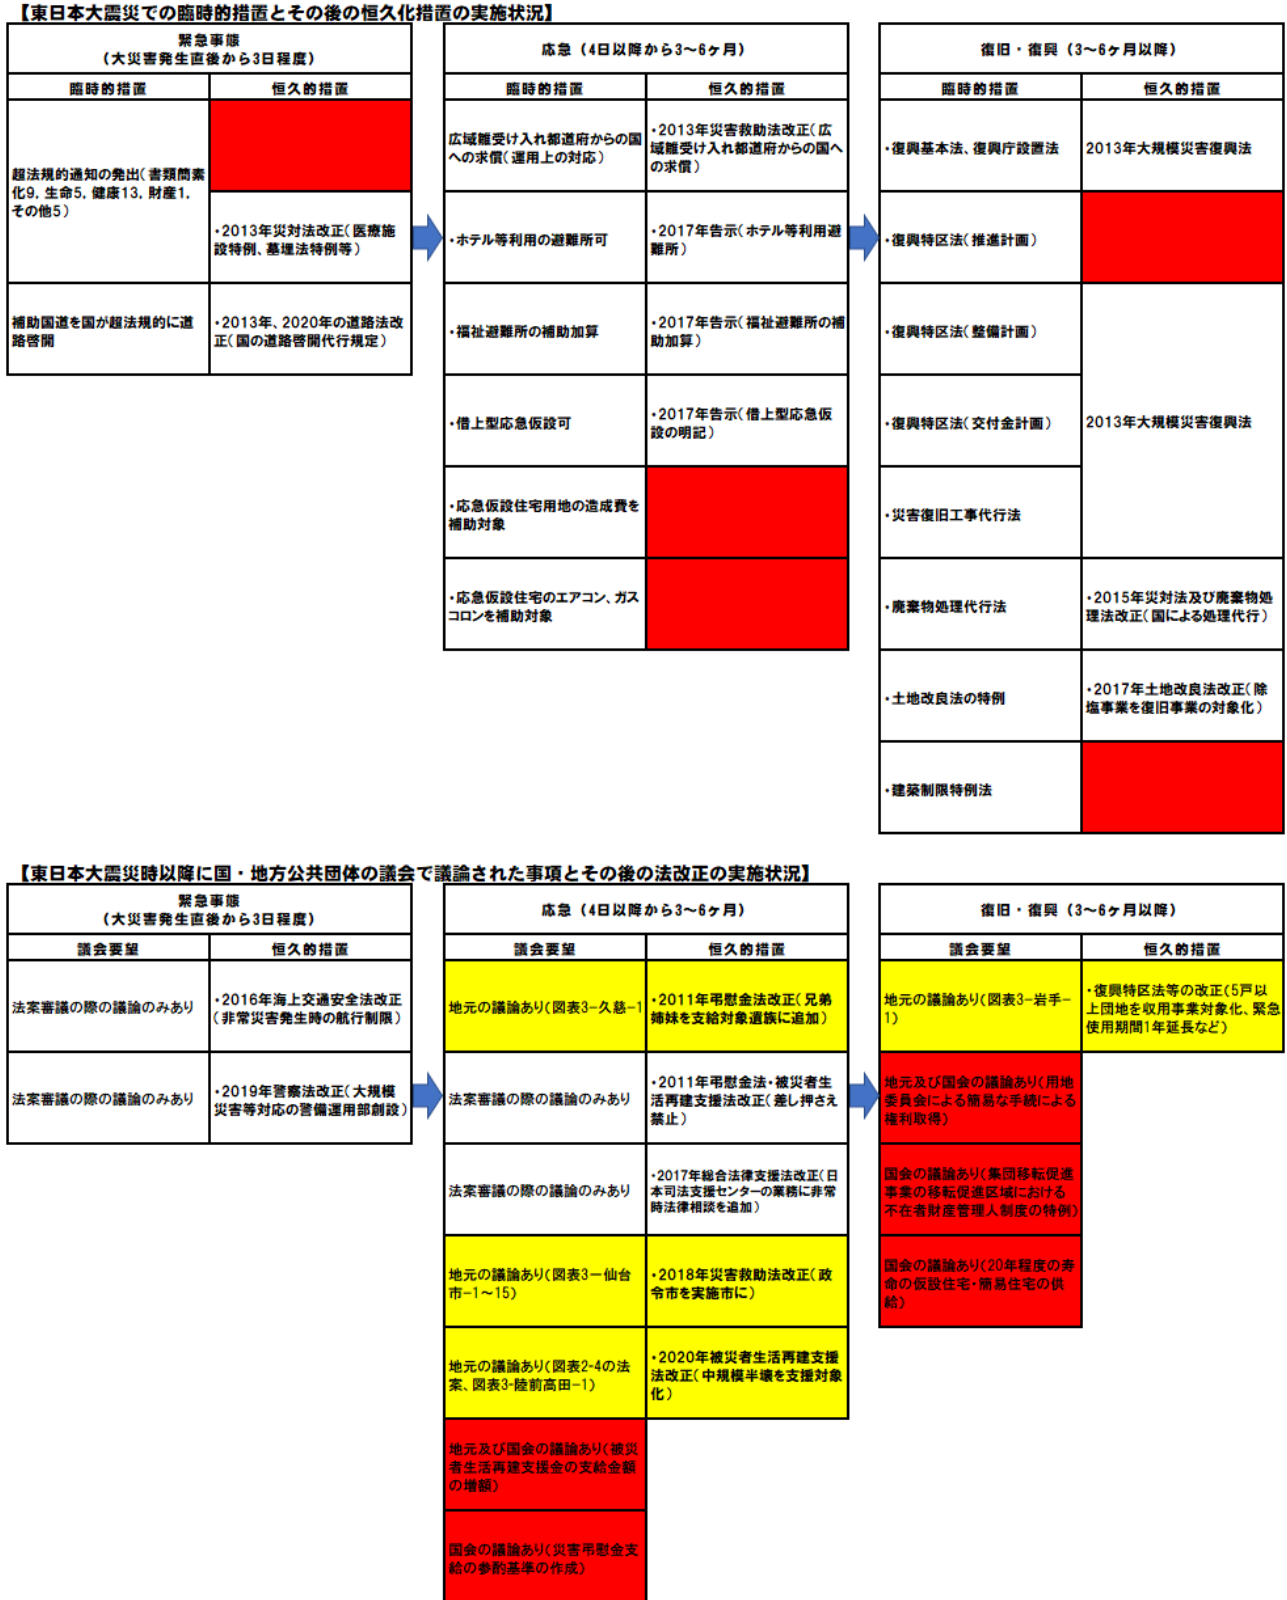 【東日本大震災での臨時的措置とその後の恒久化措置の実施状況】
緊急事態
（大災害発生直後から3日程度）
臨時的措置
恒久的措置
超法規的通知の発出（書類簡素
化9，生命5，健康13，財産1，
その他5）
・2013年災対法改正（医療施
設特例、墓埋法特例等）
補助国道を国が超法規的に道
路啓開
・2013年、2020年の道路法改
正（国の道路啓開代行規定）
応急（4日以降から3～6ヶ月）
臨時的措置
恒久的措置
広域避受け入れ都道府からの国
への求償（運用上の対応）
・2013年災害救助法改正（広
域避受け入れ都道府からの国へ
の求償）
・ホテル等利用の避難所可
・2017年告示（ホテル等利用避
難所）
・福祉避難所の補助加算
・2017年告示（福祉避難所の補
助加算）
・借上型応急仮設可
・2017年告示（借上型応急仮
設の明記）
・応急仮設住宅用地の造成費を
補助対象
・応急仮設住宅のエアコン、ガス
コロンを補助対象
復旧・復興（3～6ヶ月以降）
臨時的措置
恒久的措置
・復興基本法、復興庁設置法
2013年大規模災害復興法
・復興特区法（推進計画）
・復興特区法（整備計画）
・復興特区法（交付金計画）
2013年大規模災害復興法
・災害復旧工事代行法
・廃棄物処理代行法
・2015年災対法及び廃棄物処
理法改正（国による処理代行）
・土地改良法の特例
・2017年土地改良法改正（除
塩事業を復旧事業の対象化）
・建築制限特例法
【東日本大震災時以降に国・地方公共団体の議会で議論された事項とその後の法改正の実施状況】
緊急事態
（大災害発生直後から3日程度）
議会要望
恒久的措置
法案審議の際の議論のみあり
・2016年海上交通安全法改正
（非常災害発生時の航行制限）
法案審議の際の議論のみあり
・2019年警察法改正（大規模
災害等対応の警備運用部創設）
応急（4日以降から3～6ヶ月）
議会要望
恒久的措置
地元の議論あり（図表3-久慈-1
・2011年弔慰金法改正（兄弟
姉妹を支給対象遺族に追加）
法案審議の際の議論のみあり
・2011年弔慰金法・被災者生
活再建支援法改正（差し押さえ
禁止）
法案審議の際の議論のみあり
・2017年総合法律支援法改正（日
本司法支援センターの業務に非常
時法律相談を追加）
地元の議論あり（図表3ー仙台
市-1～15）
・2018年災害救助法改正（政
令市を実施市に）
地元の議論あり（図表2-4の法
案、図表3-陸前高田-1）
・2020年被災者生活再建支援
法改正（中規模半壊を支援対象
化）
地元及び国会の議論あり（被災
者生活再建支援金の支給金額
の増額）
国会の議論あり（災害弔慰金支
給の参酌基準の作成）
復旧・復興（3～6ヶ月以降）
議会要望
恒久的措置
地元の議論あり（図表3-岩手-
1）
・復興特区法等の改正（5戸以
上団地を収用事業対象化、緊急
使用期間1年延長など）
地元及び国会の議論あり（用地
委員会による簡易な手続による
権利取得）
国会の議論あり（集団移転促進
事業の移転促進区域における
不在者財産管理人制度の特例）
国会の議論あり（20年程度の寿
命の仮設住宅・簡易住宅の供
給）